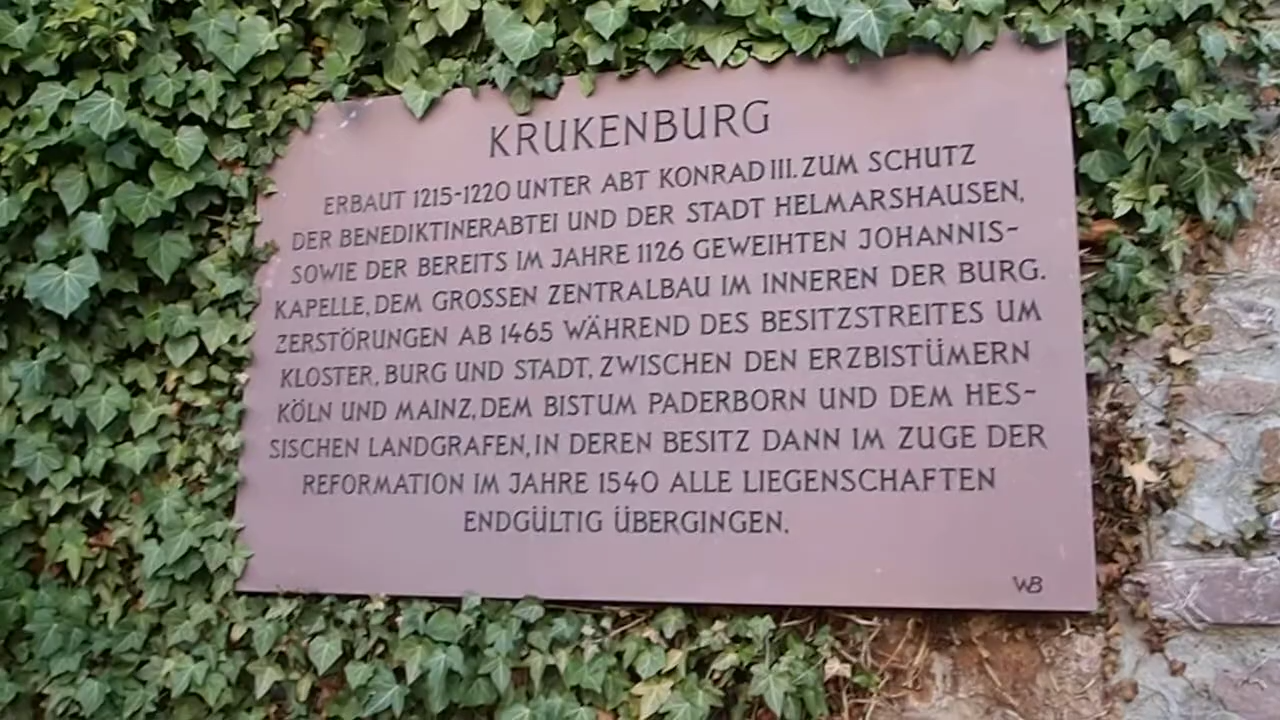 KRUKENBURG
ERBAUT 1215-1220 UNTER ABT KONRAD III. ZUM SCHUTZ
DER BENEDIKTINERABTEI UND DER STADT HELMARSHAUSEN,
SOWIE DER BEREITS IM JAHRE 1126 GEWEIHTEN JOHANNIS-
KAPELLE, DEM GROSSEN ZENTRALBAU IM INNEREN DER BURG.
ZERSTÖRUNGEN AB 1465 WÄHREND DES BESITZSTREITES UM
KLOSTER, BURG UND STADT, ZWISCHEN DEN ERZBISTÜMERN
KÖLN UND MAINZ, DEM BISTUM PADERBORN UND DEM HES-
SISCHEN LANDGRAFEN, IN DEREN BESITZ DANN IM ZUGE DER
REFORMATION IM JAHRE 1540 ALLE LIEGENSCHAFTEN
ENDGÜLTIG ÜBERGINGEN.
WB